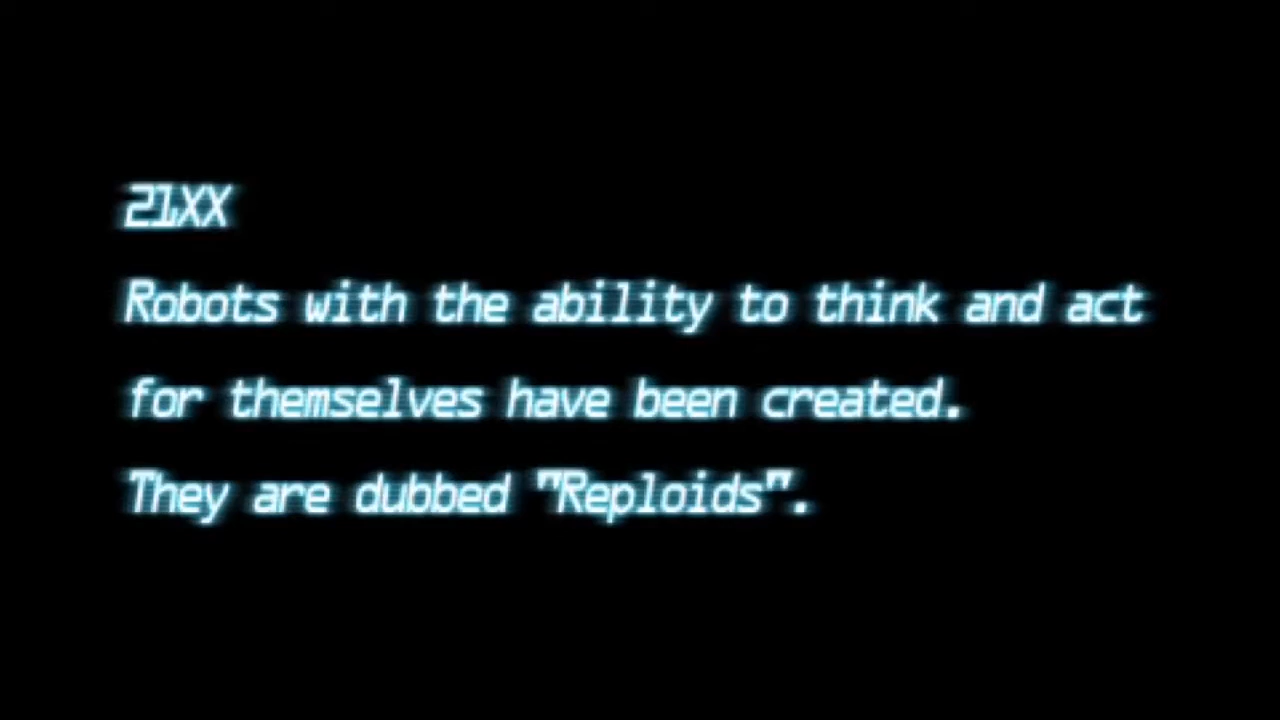 21XX
Robots with the ability to think and act
for themselves have been created.
They are dubbed "Reploids".